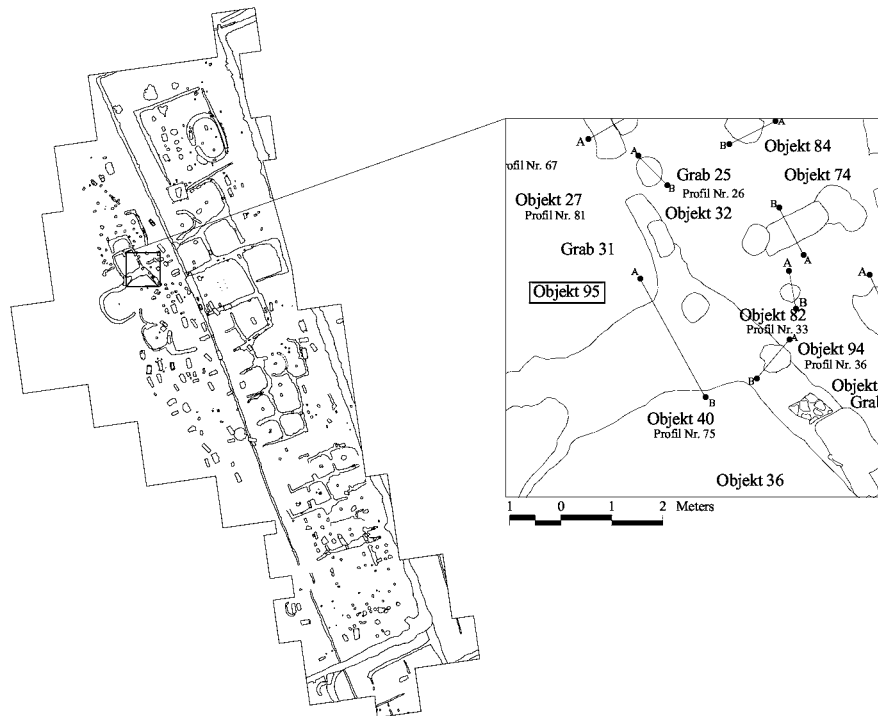 A
B
A
Objekt 84
A
rofil Nr. 67
Grab 25
B
Profil Nr. 26
Objekt 74
Objekt 27
Profil Nr. 81
Objekt 32
B
Grab 31
A
A
A
A
Objekt 95
B
Objekt 82
Profil Nr. 33
A
Objekt 94
Profil Nr. 36
B
Objekt
Grab
B
Objekt 40
Profil Nr. 75
Objekt 36
1 0 1 2 Meters